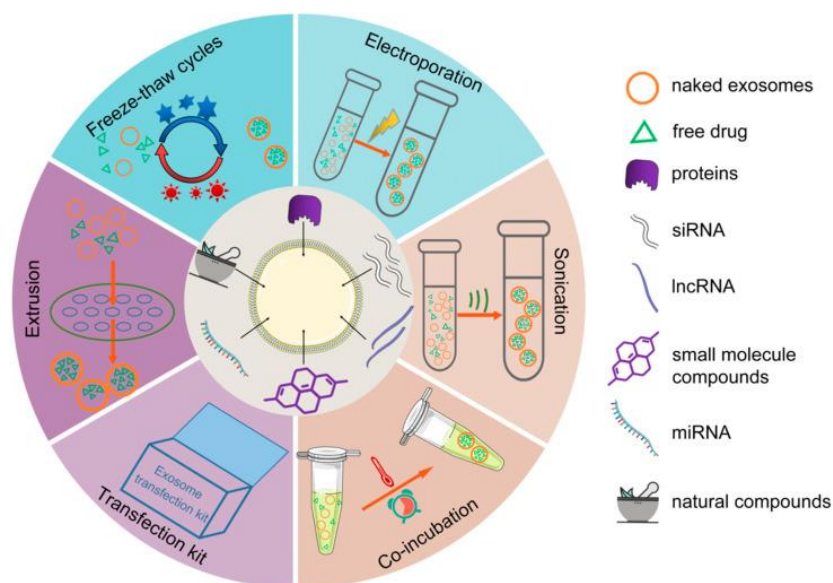 Freeze-thaw cycles
Electroporation
Sonication
Co-incubation
Transfection kit
Exosome
transfection kit
Extrusion
naked exosomes
free drug
proteins
siRNA
lncRNA
small molecule
compounds
miRNA
natural compounds